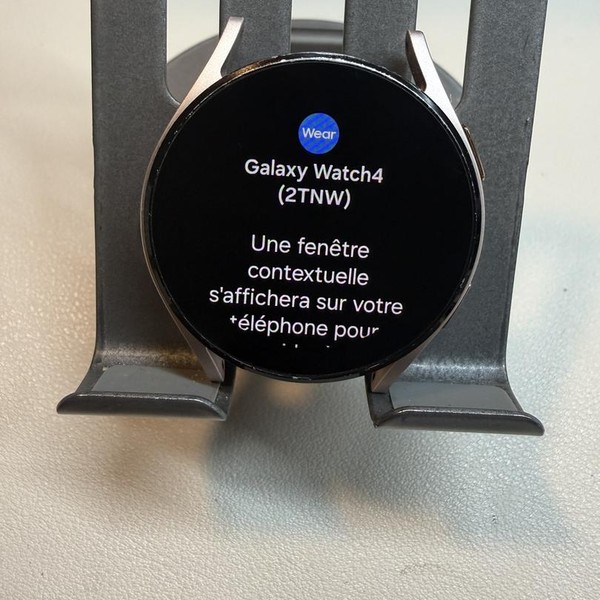 Wear
Galaxy Watch4
(2TNW)
Une fenêtre
contextuelle
s'affichera sur votre
téléphone pour